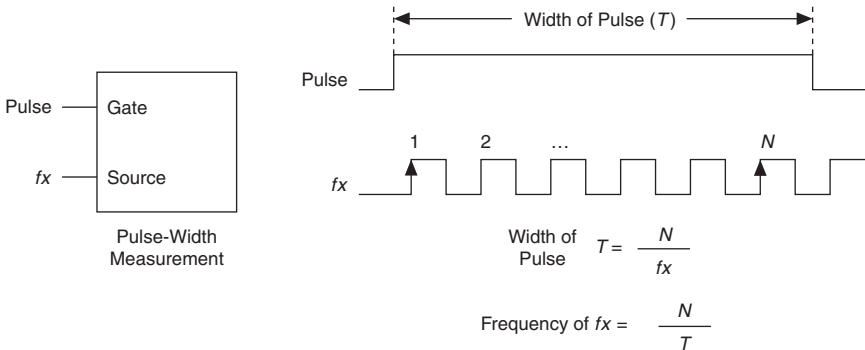 Width of Pulse (T)
Pulse
Pulse
Gate
1 2 ... N
fx
Source
fx
Pulse-Width
Measurement
Width of
Pulse
T = N
fx
Frequency of fx = N
T